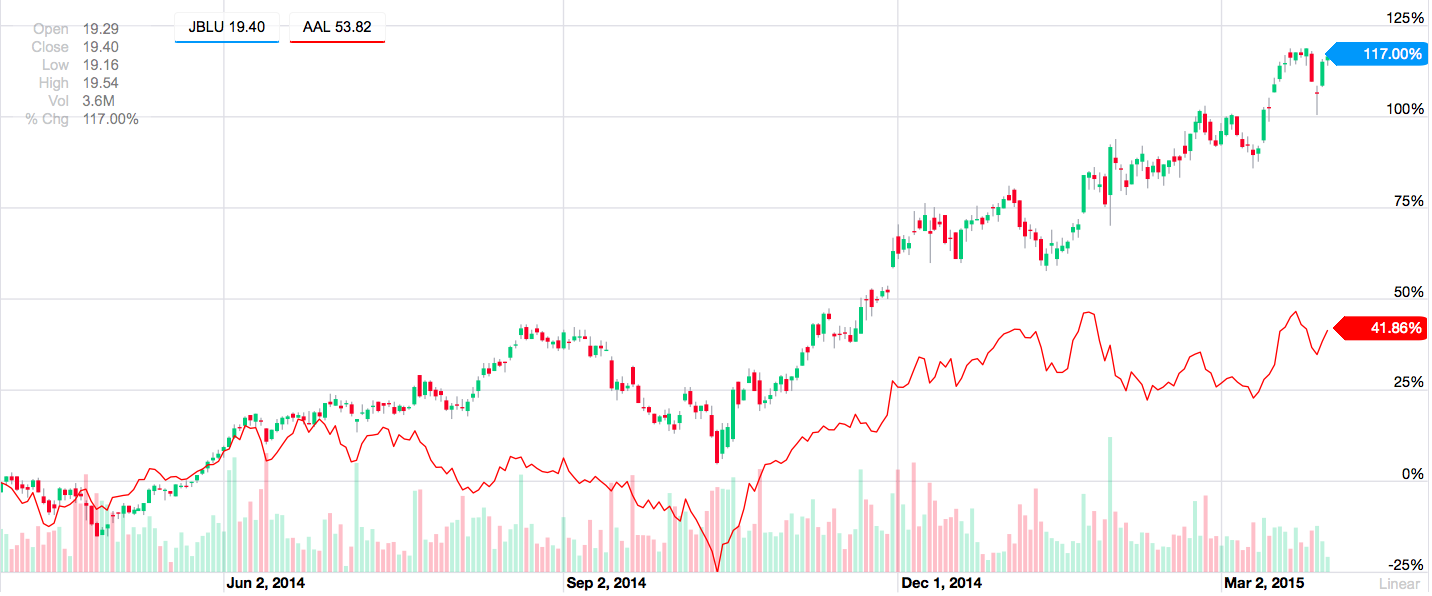 JBLU 19.40 AAL 53.82
Open 19.29
Close 19.40
Low 19.16
High 19.54
Vol 3.6M
% Chg 117.00%
125%
117.00%
100%
75%
50%
41.86%
25%
0%
-25%
Jun 2, 2014 Sep 2, 2014 Dec 1, 2014 Mar 2, 2015 Linear